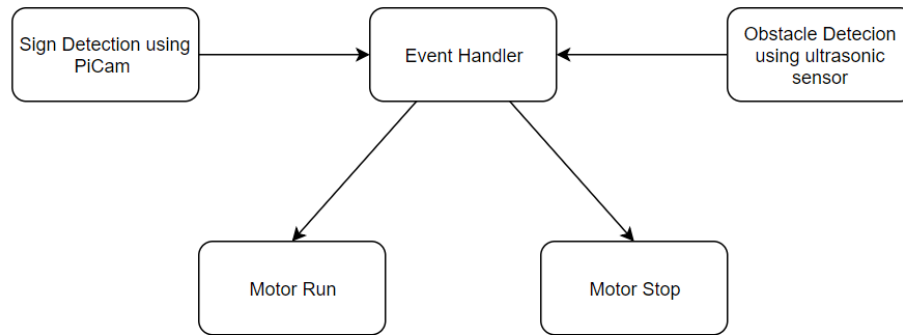 Sign Detection using
PiCam
Event Handler
Obstacle Detecion
using ultrasonic
sensor
Motor Run
Motor Stop